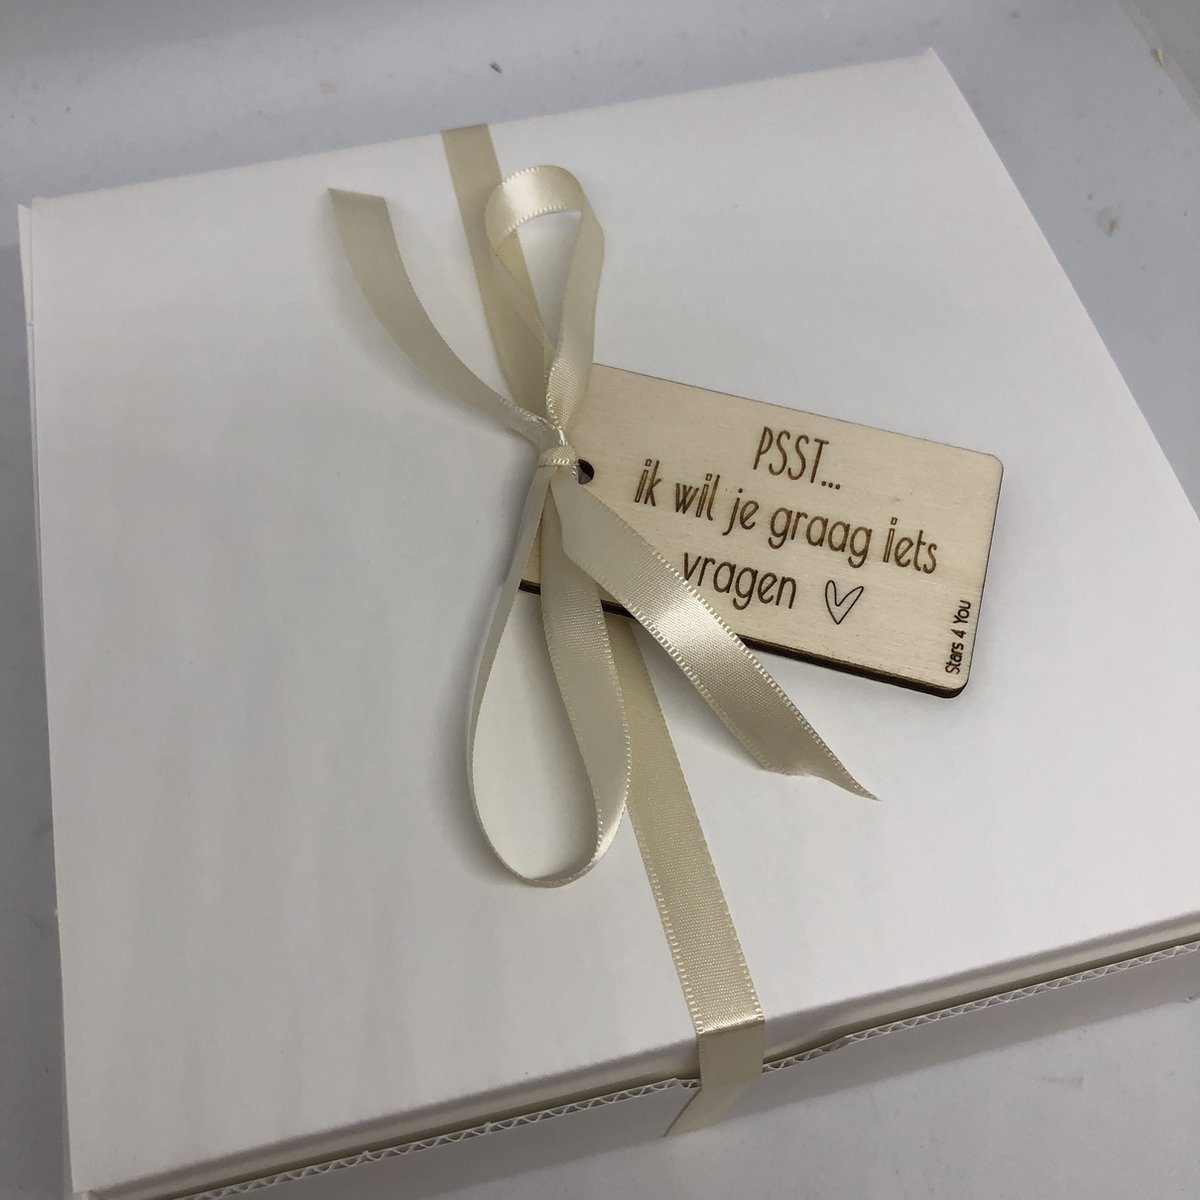 PSST...
ik wil je graag iets
vragen
Stars 4 You